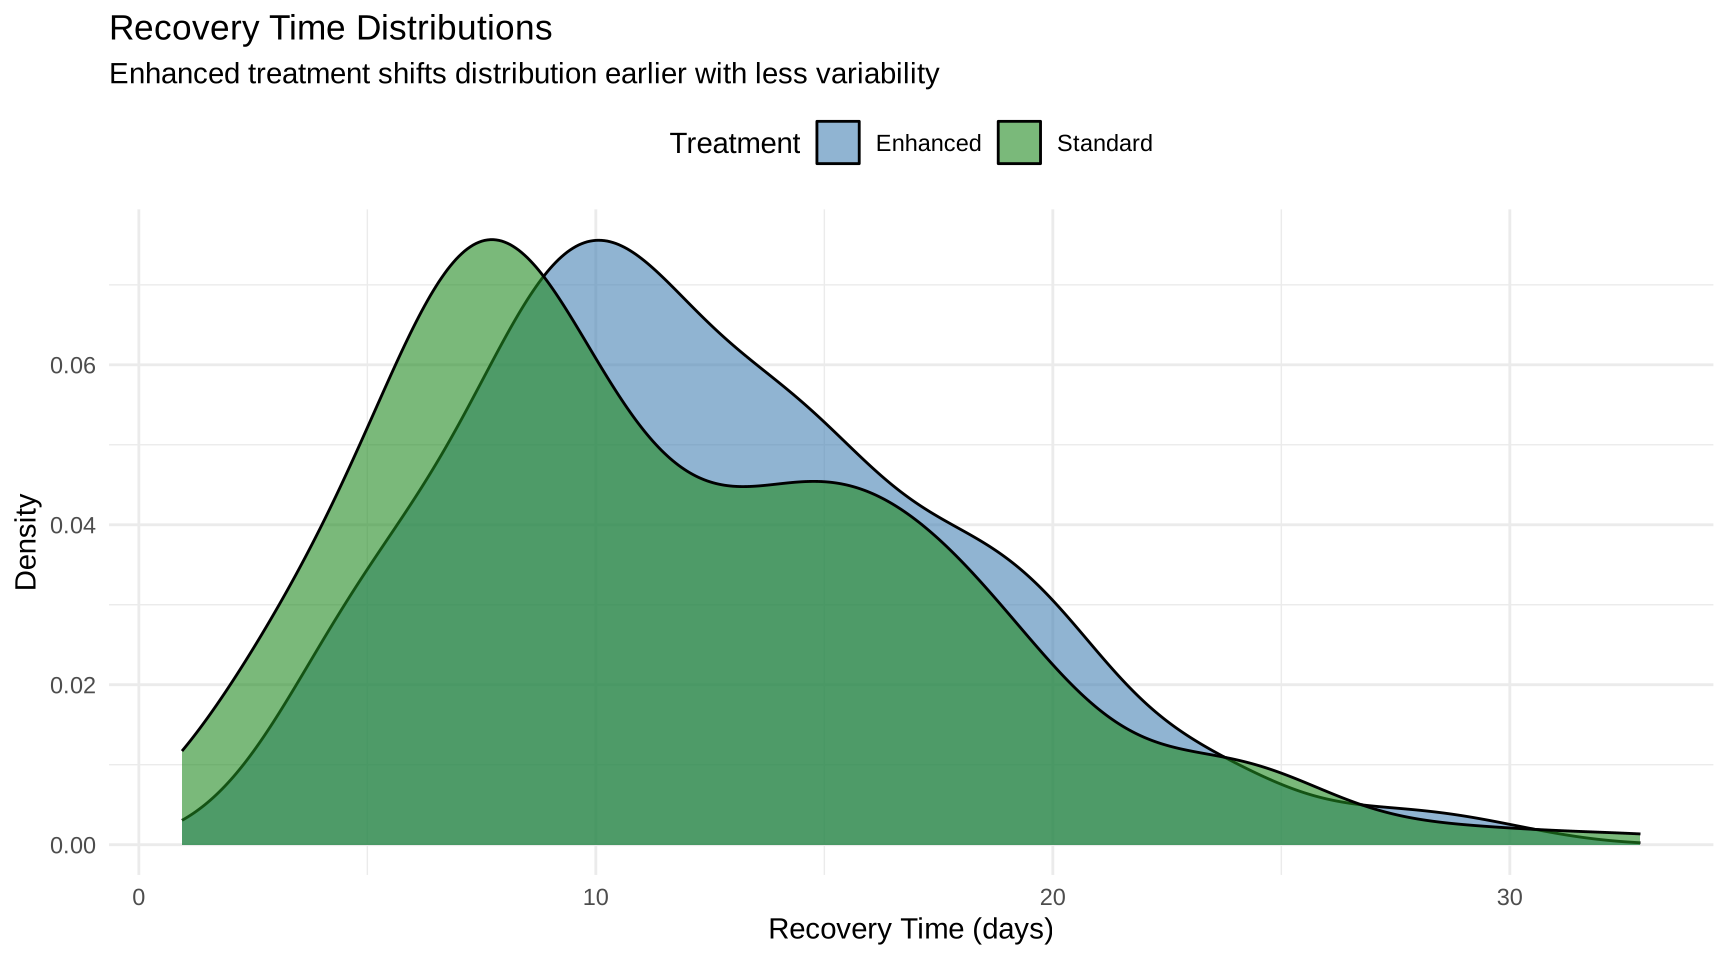 Recovery Time Distributions
Enhanced treatment shifts distribution earlier with less variability
Treatment Enhanced Standard
Density
0.06
0.04
0.02
0.00
0 10 20 30
Recovery Time (days)